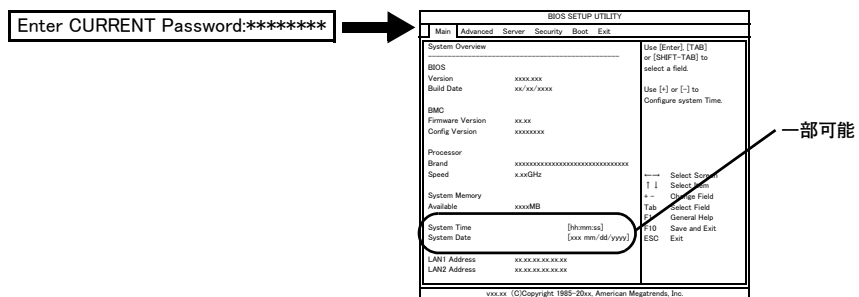 Enter CURRENT Password:********
BIOS SETUP UTILITY
Main Advanced Server Security Boot Exit
System Overview
BIOS
Version xxxx.xxx
Build Date xx/xx/xxxx
BMC
Firmware Version xx.xx
Config Version xxxxxxxx
Processor
Brand xxxxxxxxxxxxxxxxxxxxxxxxxxxxxxx
Speed x.xxGHz
System Memory
Available xxxxMB
System Time [hh:mm:ss]
System Date [xxx mm/dd/yyyy]
LAN1 Address xx.xx.xx.xx.xx.xx
LAN2 Address xx.xx.xx.xx.xx.xx
Use [Enter], [TAB]
or [SHIFT-TAB] to
select a field.
Use [+] or [-] to
Configure system Time.
←→ Select Screen
↑↓ Select Item
+ - Change Field
Tab Select Field
F1 General Help
F10 Save and Exit
ESC Exit
vxx.xx (C)Copyright 1985-20xx, American Megatrends, Inc.
一部可能